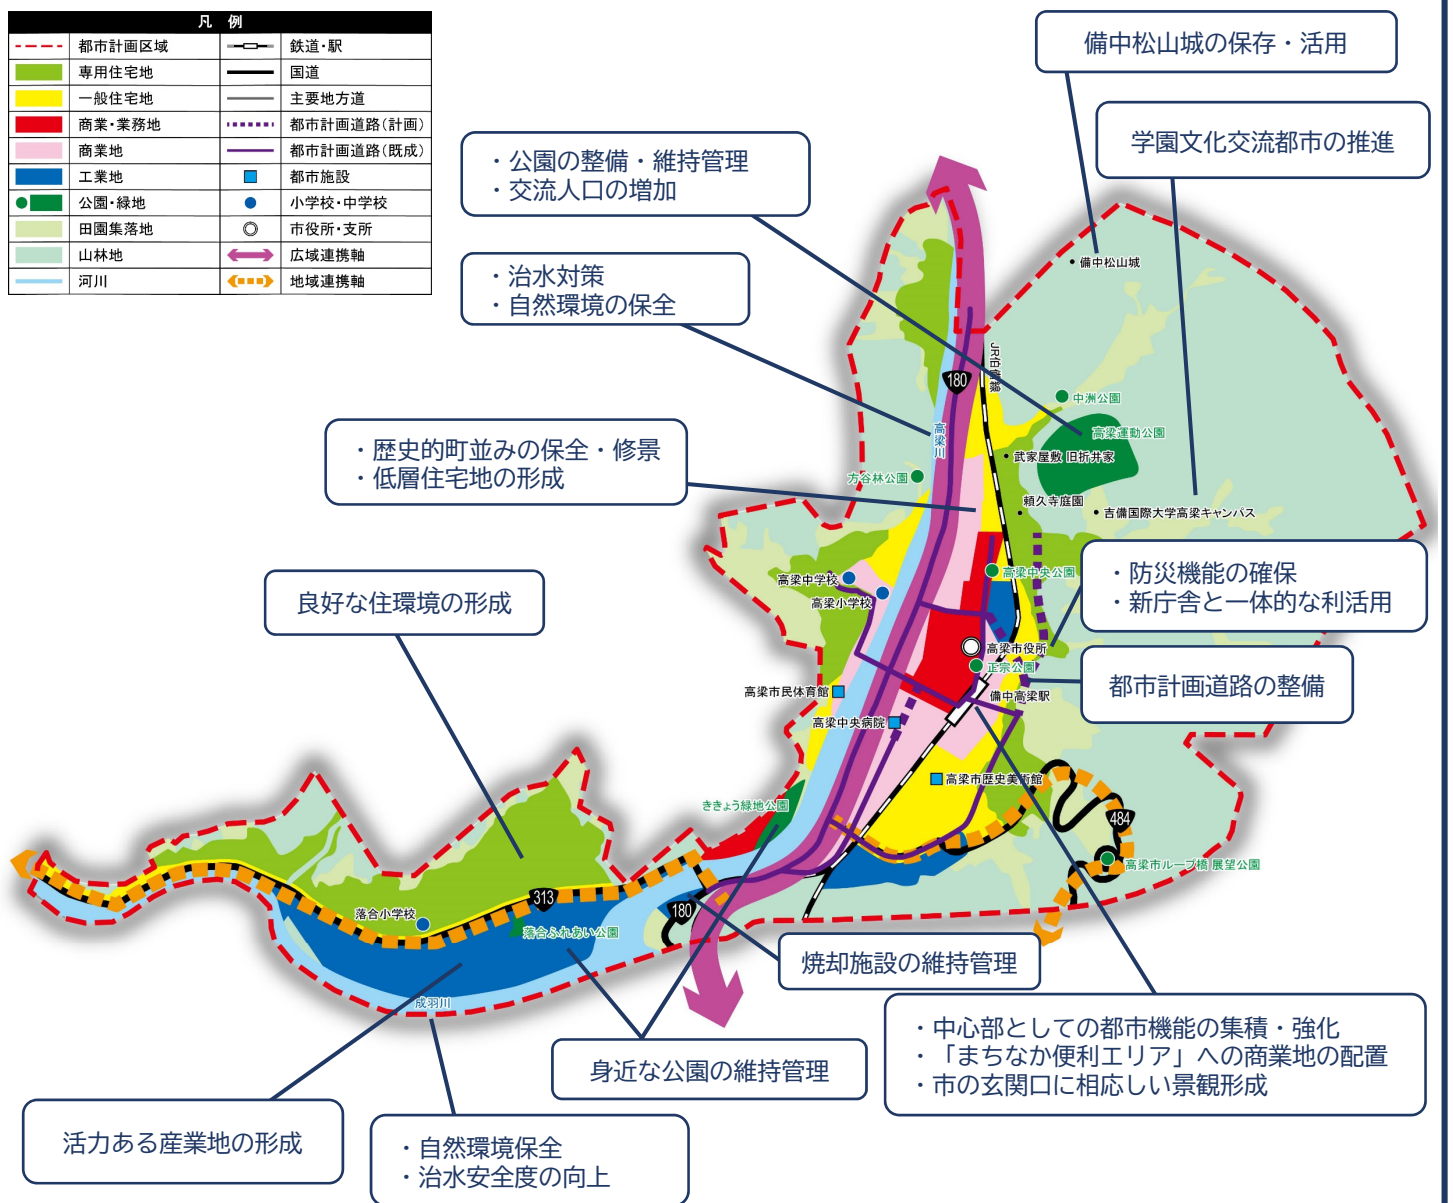 凡 例
都市計画区域
鉄道・駅
専用住宅地
国道
一般住宅地
主要地方道
商業・業務地
都市計画道路(計画)
商業地
都市計画道路(既成)
工業地
都市施設
公園・緑地
小学校・中学校
田園集落地
市役所・支所
山林地
広域連携軸
河川
地域連携軸
備中松山城の保存・活用
学園文化交流都市の推進
・公園の整備・維持管理
・交流人口の増加
・治水対策
・自然環境の保全
備中松山城
JR伯備線
180
中洲公園
高梁川
高梁運動公園
・歴史的町並みの保全・修景
・低層住宅地の形成
武家屋敷 旧折井家
方谷林公園
頼久寺庭園
吉備国際大学高梁キャンパス
・防災機能の確保
・新庁舎と一体的な利活用
高梁中学校
高梁中央公園
高梁小学校
良好な住環境の形成
高梁市役所
正宗公園
都市計画道路の整備
高梁市民体育館
備中高梁駅
高梁中央病院
高梁市歴史美術館
ききょう緑地公園
484
高梁市ループ橋 展望公園
313
180
落合小学校
落合ふれあい公園
焼却施設の維持管理
成羽川
・中心部としての都市機能の集積・強化
・「まちなか便利エリア」への商業地の配置
・市の玄関口に相応しい景観形成
身近な公園の維持管理
活力ある産業地の形成
・自然環境保全
・治水安全度の向上